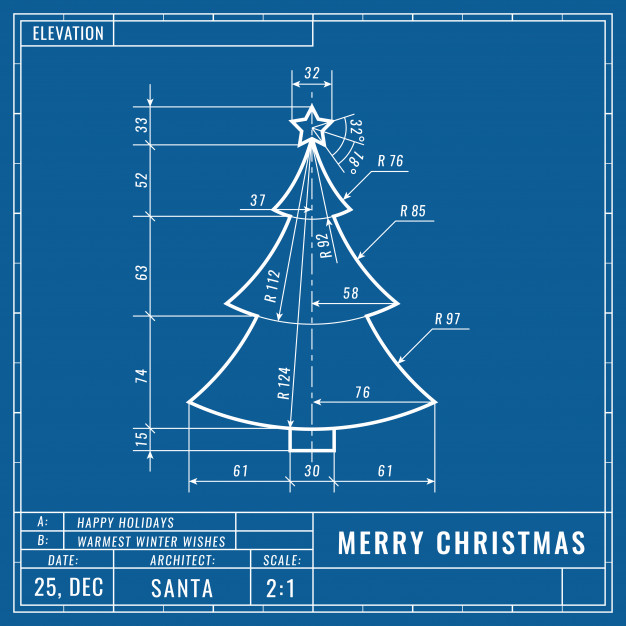 ELEVATION
32
33
32°
18°
R 76
52
37
R 85
R 92
63
R 112
58
R 97
74
R 124
76
15
61
30
61
A:
HAPPY HOLIDAYS
B:
WARMEST WINTER WISHES
MERRY CHRISTMAS
DATE:
ARCHITECT:
SCALE:
25, DEC
SANTA
2:1